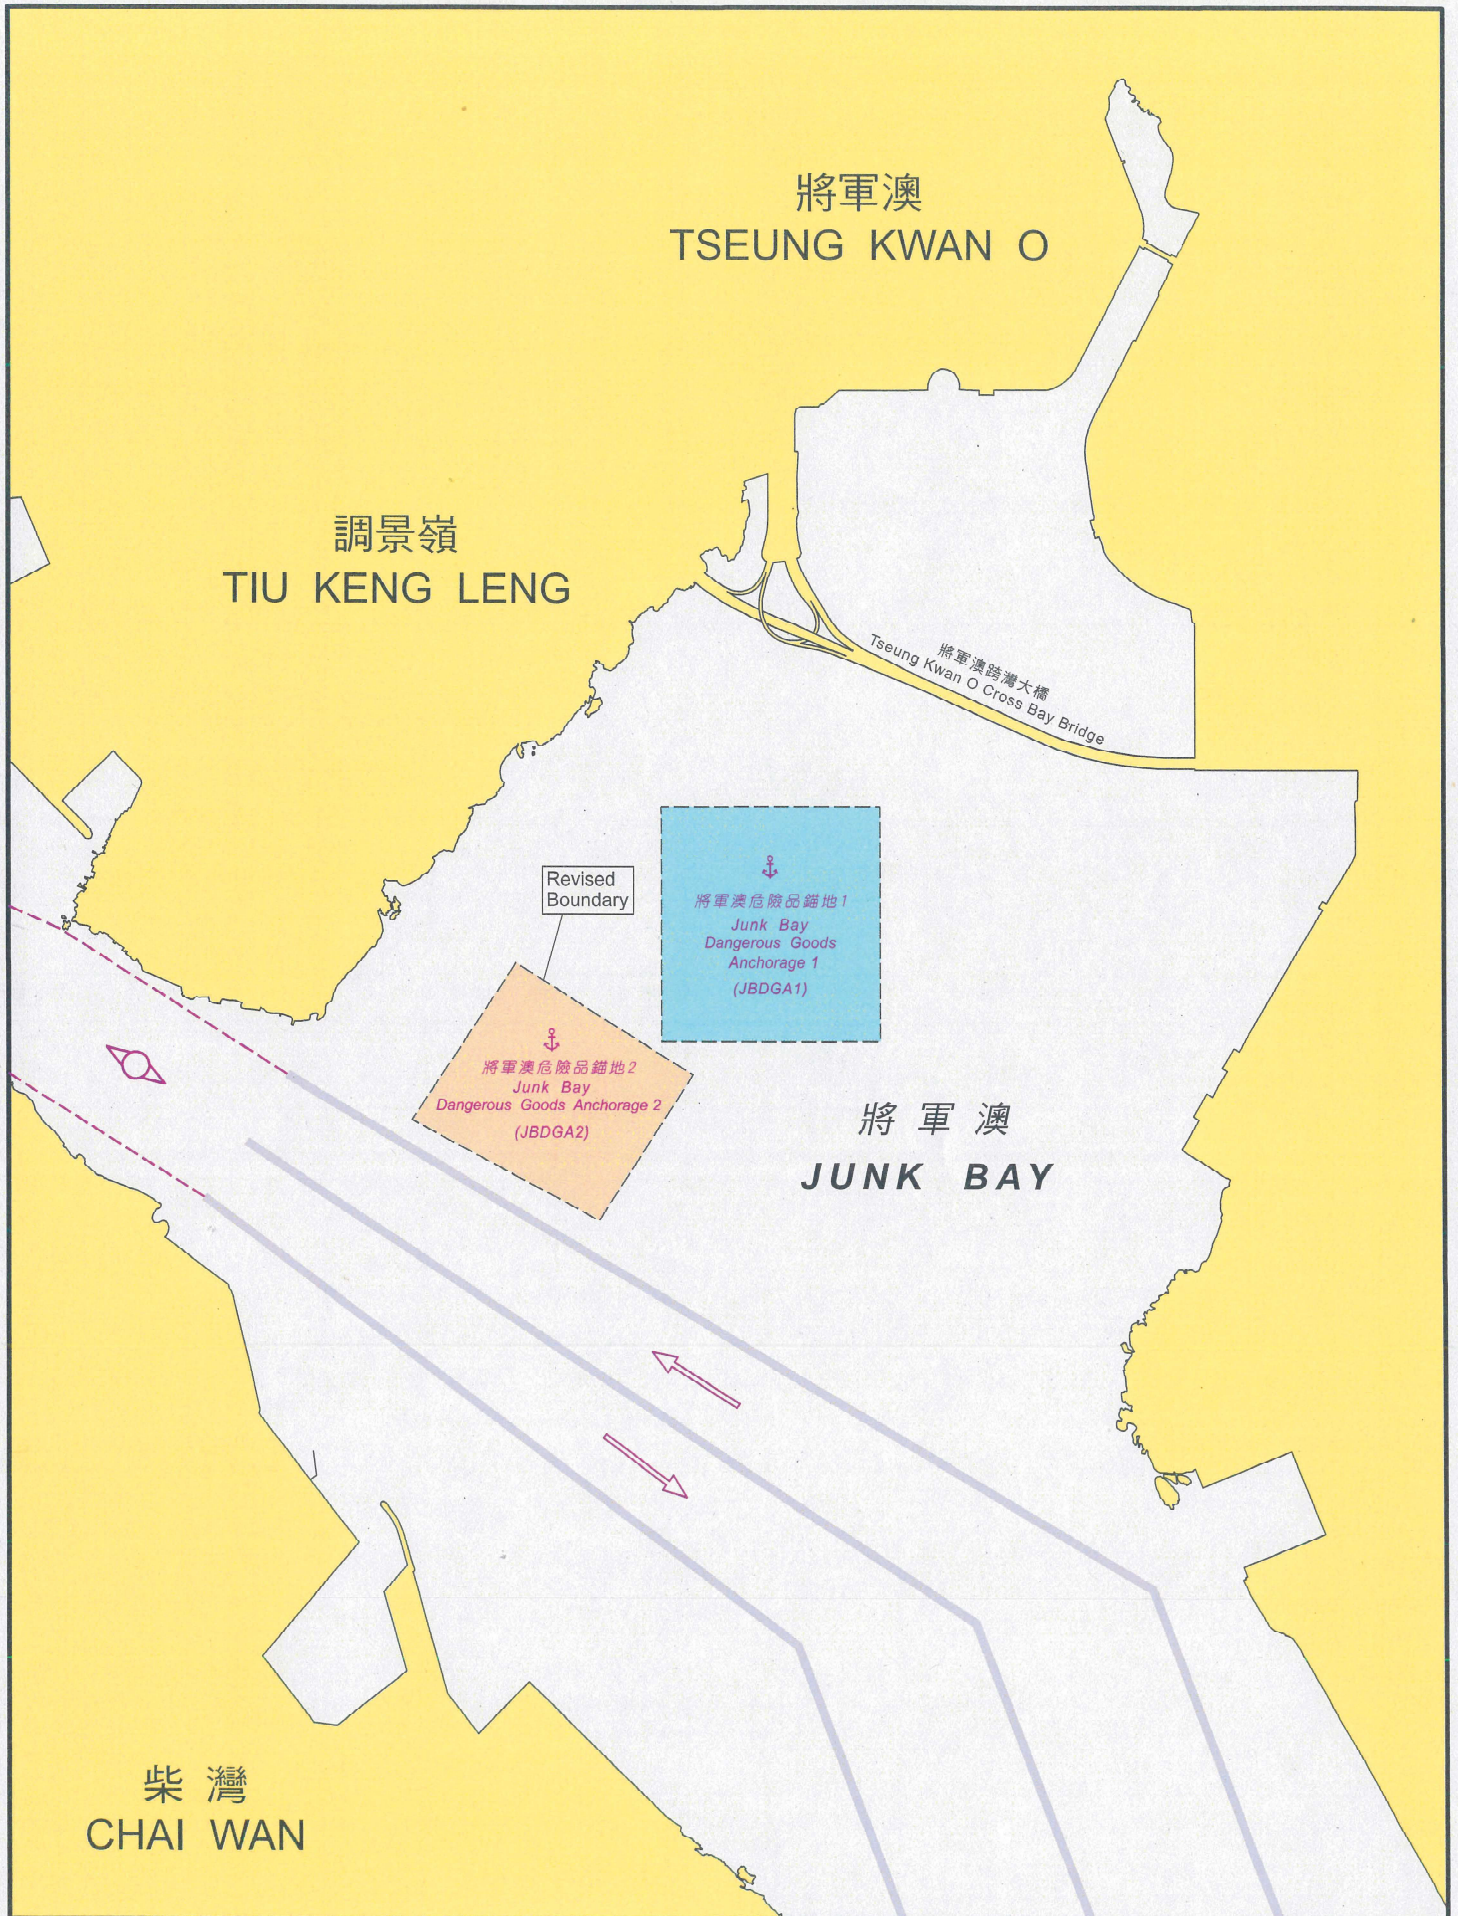 將軍澳
TSEUNG KWAN O
調景嶺
TIU KENG LENG
將軍澳跨灣大橋
Tseung Kwan O Cross Bay Bridge
Revised
Boundary
將軍澳危險品錨地1
Junk Bay
Dangerous Goods
Anchorage 1
(JBDGA1)
將軍澳危險品錨地2
Junk Bay
Dangerous Goods Anchorage 2
(JBDGA2)
將軍澳
JUNK BAY
柴灣
CHAI WAN